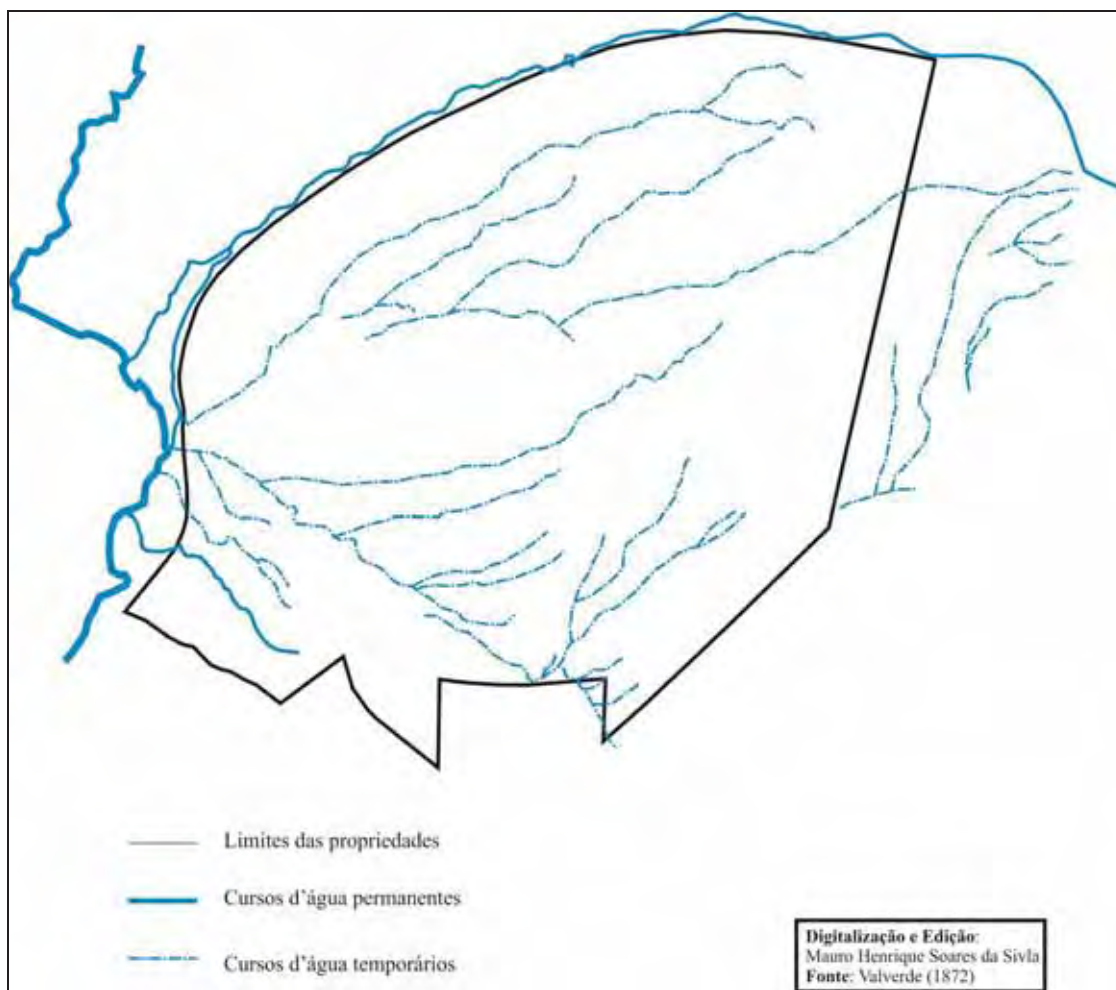 Limites das propriedades
Cursos d’água permanentes
Cursos d’água temporários
Digitalização e Edição:
Mauro Henrique Soares da Sivla
Fonte: Valverde (1872)